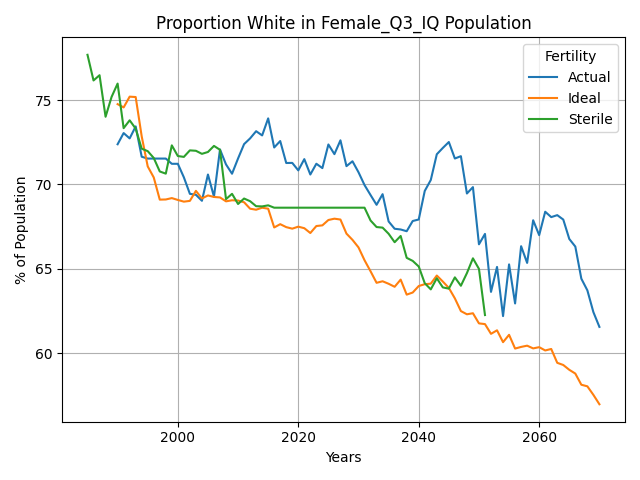 Proportion White in Female_Q3_IQ Population
Fertility
Actual
Ideal
Sterile
% of Population
75
70
65
60
2000
2020
2040
2060
Years